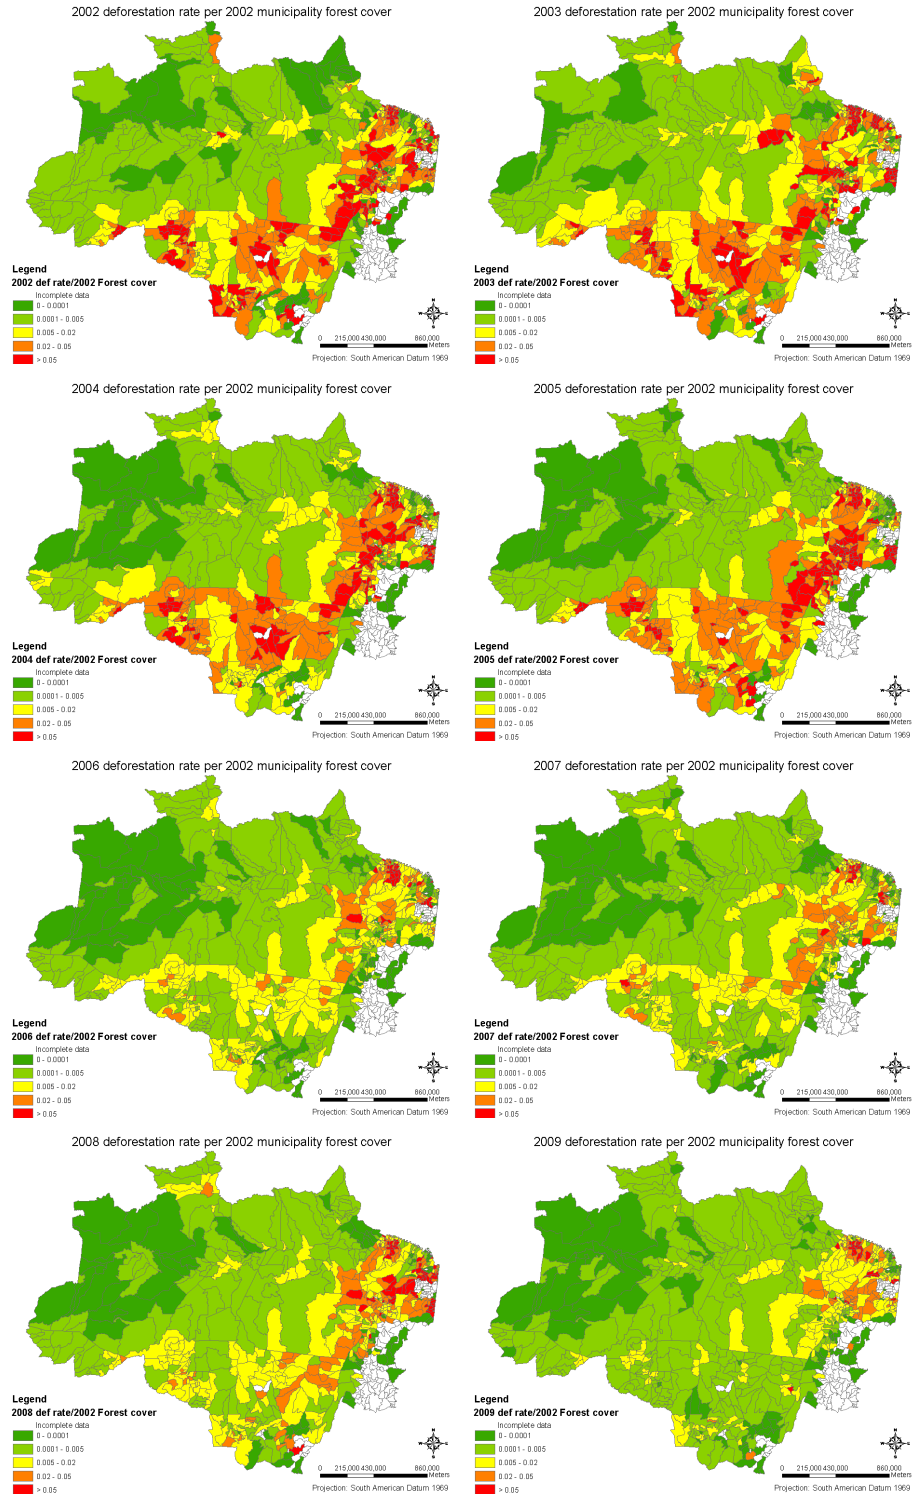 2002 deforestation rate per 2002 municipality forest cover
Legend
2002 def rate/2002 Forest cover
Incomplete data
0 - 0.0001
0.0001 - 0.005
0.005 - 0.02
0.02 - 0.05
> 0.05
N
W E
S
0 215,000 430,000 860,000
Meters
Projection: South American Datum 1969
2003 deforestation rate per 2002 municipality forest cover
Legend
2003 def rate/2002 Forest cover
Incomplete data
0 - 0.0001
0.0001 - 0.005
0.005 - 0.02
0.02 - 0.05
> 0.05
N
W E
S
0 215,000 430,000 860,000
Meters
Projection: South American Datum 1969
2004 deforestation rate per 2002 municipality forest cover
Legend
2004 def rate/2002 Forest cover
Incomplete data
0 - 0.0001
0.0001 - 0.005
0.005 - 0.02
0.02 - 0.05
> 0.05
N
W E
S
0 215,000 430,000 860,000
Meters
Projection: South American Datum 1969
2005 deforestation rate per 2002 municipality forest cover
Legend
2005 def rate/2002 Forest cover
Incomplete data
0 - 0.0001
0.0001 - 0.005
0.005 - 0.02
0.02 - 0.05
> 0.05
N
W E
S
0 215,000 430,000 860,000
Meters
Projection: South American Datum 1969
2006 deforestation rate per 2002 municipality forest cover
Legend
2006 def rate/2002 Forest cover
Incomplete data
0 - 0.0001
0.0001 - 0.005
0.005 - 0.02
0.02 - 0.05
> 0.05
N
W E
S
0 215,000 430,000 860,000
Meters
Projection: South American Datum 1969
2007 deforestation rate per 2002 municipality forest cover
Legend
2007 def rate/2002 Forest cover
Incomplete data
0 - 0.0001
0.0001 - 0.005
0.005 - 0.02
0.02 - 0.05
> 0.05
N
W E
S
0 215,000 430,000 860,000
Meters
Projection: South American Datum 1969
2008 deforestation rate per 2002 municipality forest cover
Legend
2008 def rate/2002 Forest cover
Incomplete data
0 - 0.0001
0.0001 - 0.005
0.005 - 0.02
0.02 - 0.05
> 0.05
N
W E
S
0 215,000 430,000 860,000
Meters
Projection: South American Datum 1969
2009 deforestation rate per 2002 municipality forest cover
Legend
2009 def rate/2002 Forest cover
Incomplete data
0 - 0.0001
0.0001 - 0.005
0.005 - 0.02
0.02 - 0.05
> 0.05
N
W E
S
0 215,000 430,000 860,000
Meters
Projection: South American Datum 1969